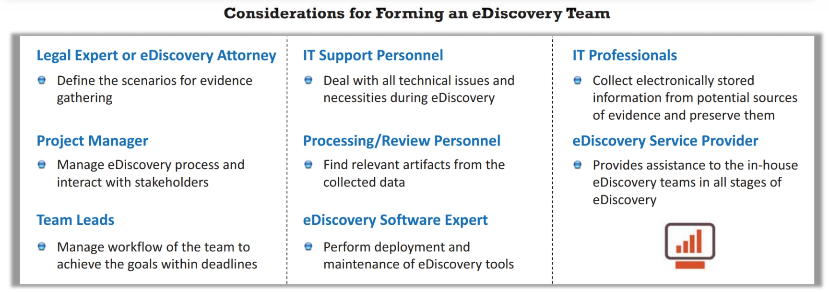 Considerations for Forming an eDiscovery Team
Legal Expert or eDiscovery Attorney
Define the scenarios for evidence
gathering
Project Manager
Manage eDiscovery process and
interact with stakeholders
Team Leads
Manage workflow of the team to
achieve the goals within deadlines
IT Support Personnel
Deal with all technical issues and
necessities during eDiscovery
Processing/Review Personnel
Find relevant artifacts from the
collected data
eDiscovery Software Expert
Perform deployment and
maintenance of eDiscovery tools
IT Professionals
Collect electronically stored
information from potential sources
of evidence and preserve them
eDiscovery Service Provider
Provides assistance to the in-house
eDiscovery teams in all stages of
eDiscovery